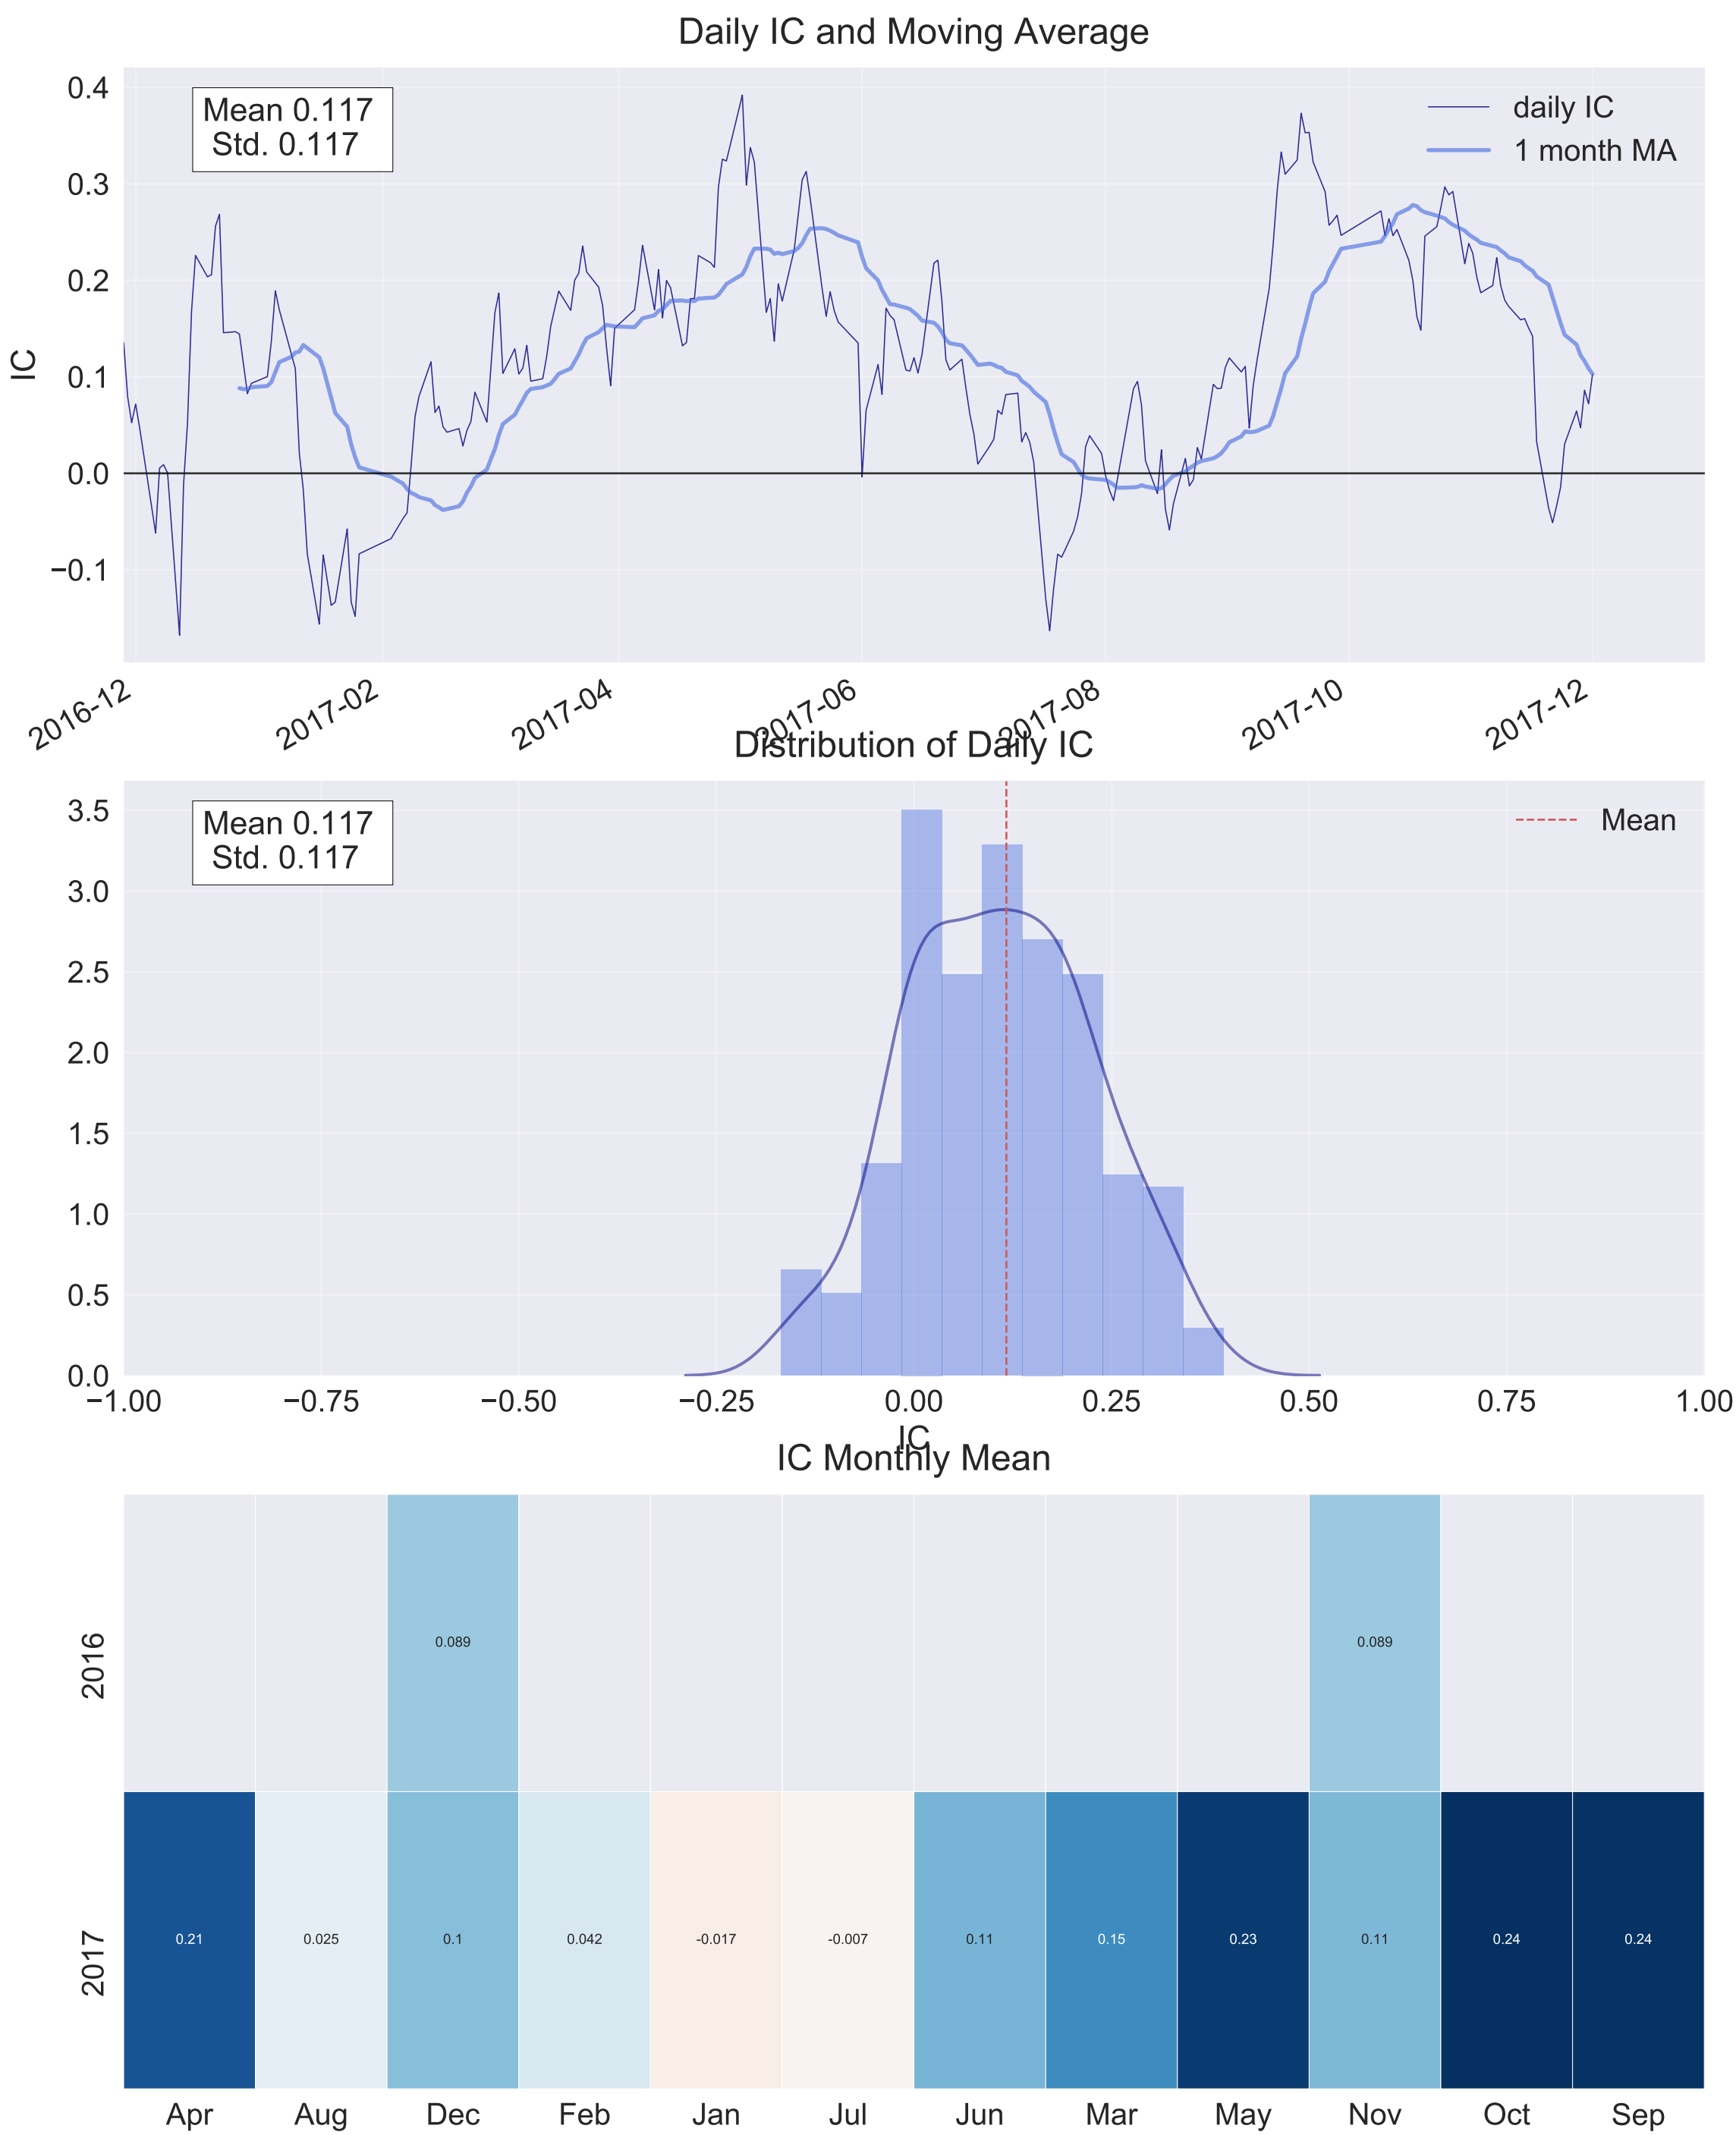 Daily IC and Moving Average
Mean 0.117
Std. 0.117
daily IC
1 month MA
IC
0.4
0.3
0.2
0.1
0.0
−0.1
2016-12 2017-02 2017-04 2017-06 2017-08 2017-10 2017-12
Distribution of Daily IC
Mean 0.117
Std. 0.117
Mean
3.5
3.0
2.5
2.0
1.5
1.0
0.5
0.0
−1.00 −0.75 −0.50 −0.25 0.00 0.25 0.50 0.75 1.00
IC
IC Monthly Mean
2016
0.089 0.089
2017
0.21 0.025 0.1 0.042 -0.017 -0.007 0.11 0.15 0.23 0.11 0.24 0.24
Apr Aug Dec Feb Jan Jul Jun Mar May Nov Oct Sep